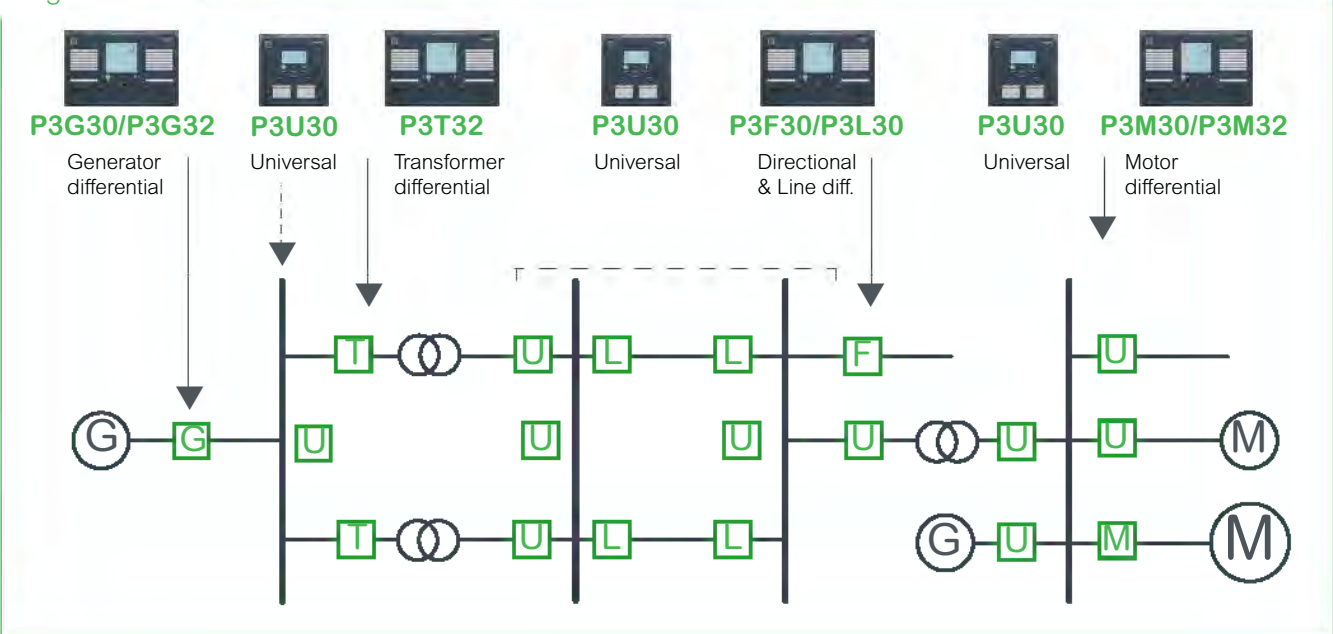 P3G30/P3G32
Generator
differential
P3U30
Universal
P3T32
Transformer
differential
P3U30
Universal
P3F30/P3L30
Directional
& Line diff.
P3U30
Universal
P3M30/P3M32
Motor
differential
T U L L F U
G G U U U U U U M
T U L L G U M M